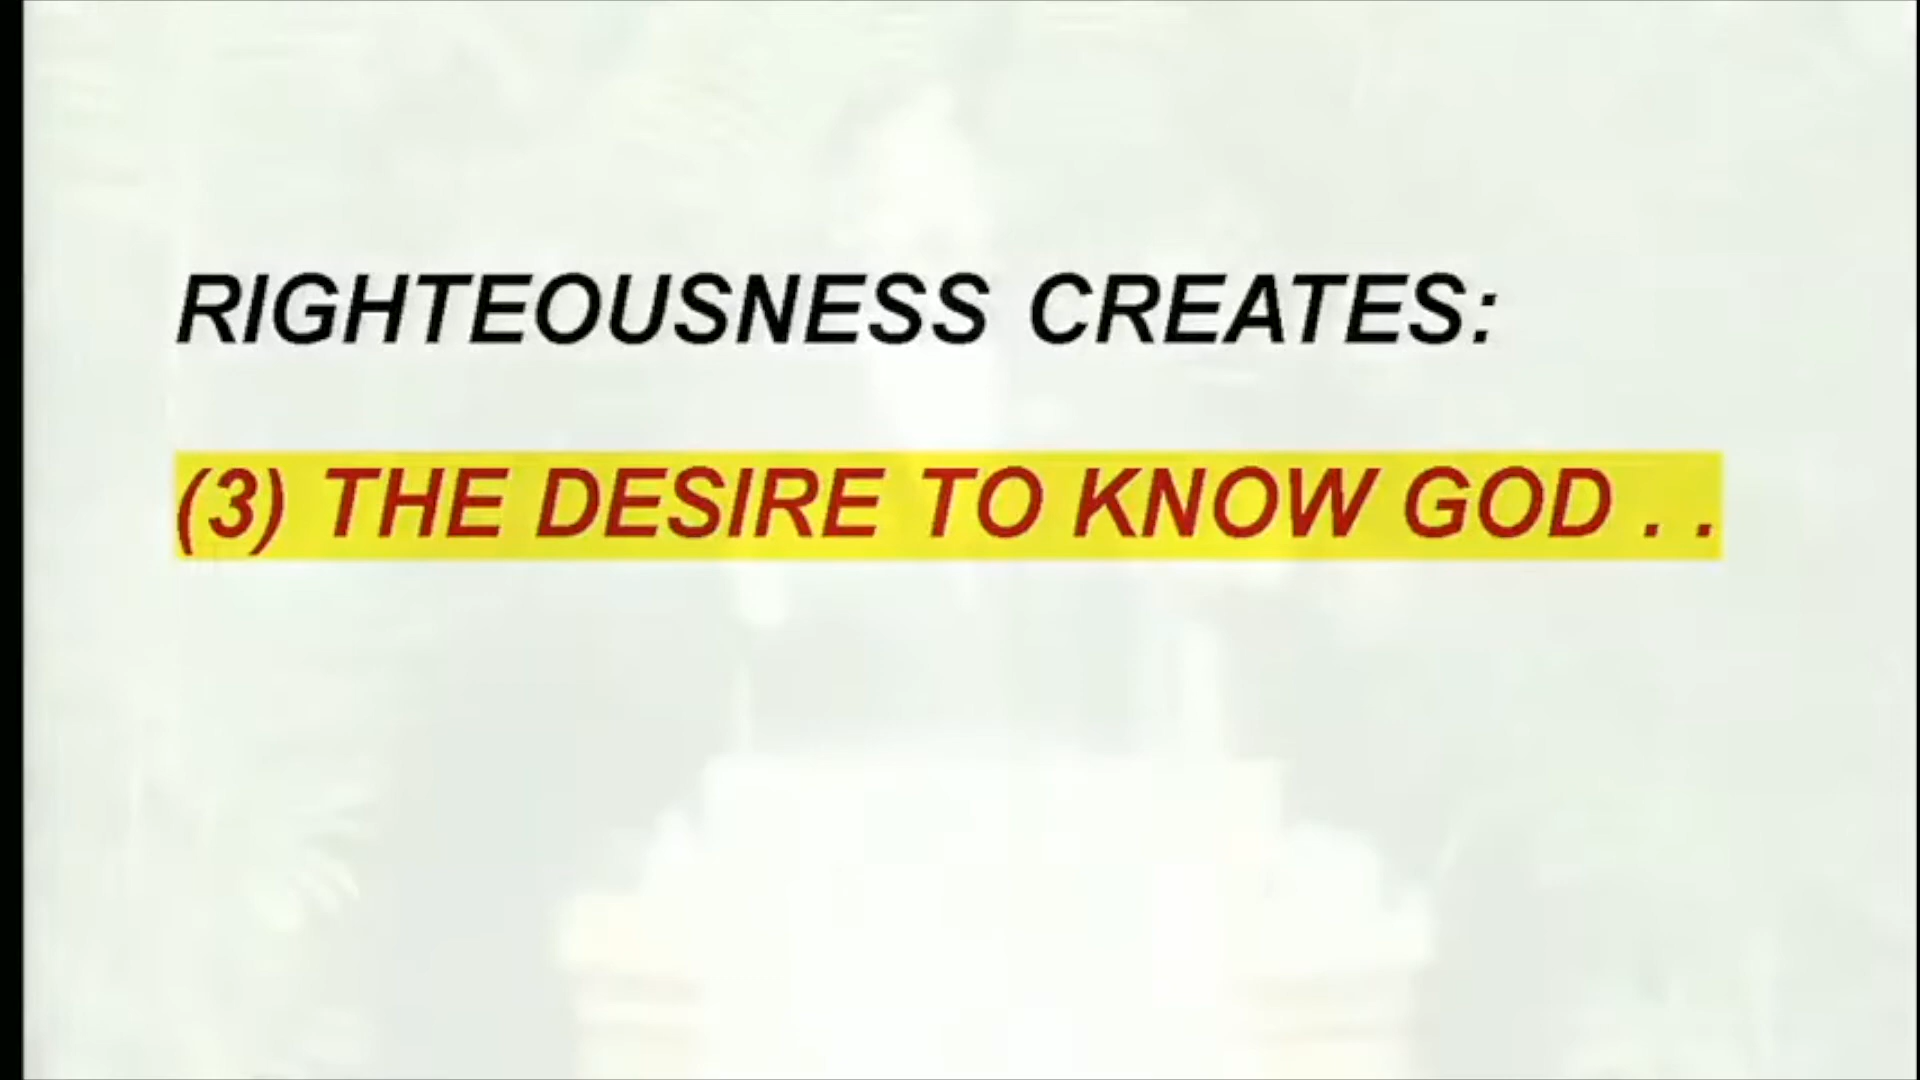 RIGHTEOUSNESS CREATES:
(3) THE DESIRE TO KNOW GOD . .